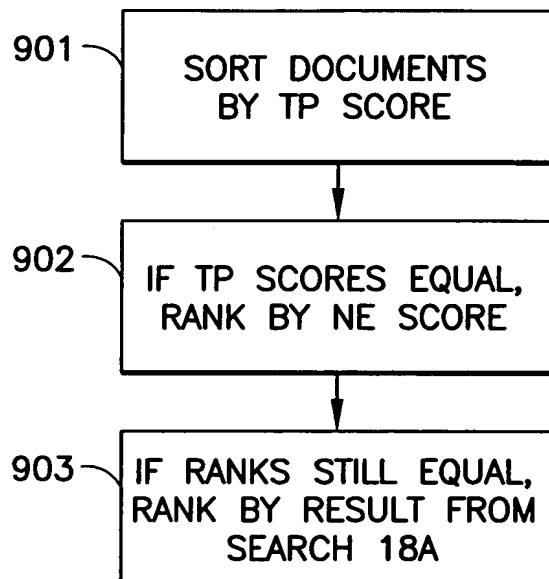 901
SORT DOCUMENTS
BY TP SCORE
902
IF TP SCORES EQUAL,
RANK BY NE SCORE
903
IF RANKS STILL EQUAL,
RANK BY RESULT FROM
SEARCH 18A